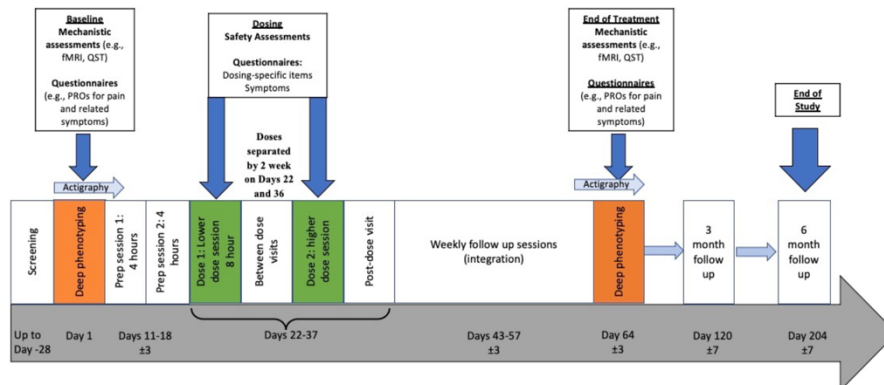 Baseline
Mechanistic
assessments (e.g.,
fMRI, QST)
Questionnaires
(e.g., PROs for pain
and related
symptoms)
Dosing
Safety Assessments
Questionnaires:
Dosing-specific items
Symptoms
End of Treatment
Mechanistic
assessments (e.g.,
fMRI, QST)
Questionnaires
(e.g., PROs for pain
and related
symptoms)
End of
Study
Doses
separated
by 2 week
on Days 22
and 36
Actigraphy
Actigraphy
Screening
Deep phenotyping
Prep session 1:
4 hours
Prep session 2: 4
hours
Dose 1: Lower
dose session
8 hour
Between dose
visits
Dose 2: higher
dose session
Post-dose visit
Weekly follow up sessions
(integration)
Deep phenotyping
3
month
follow
up
6
month
follow
up
Up to
Day -28
Day 1
Days 11-18
±3
Days 22-37
Days 43-57
±3
Day 64
±3
Day 120
±7
Day 204
±7